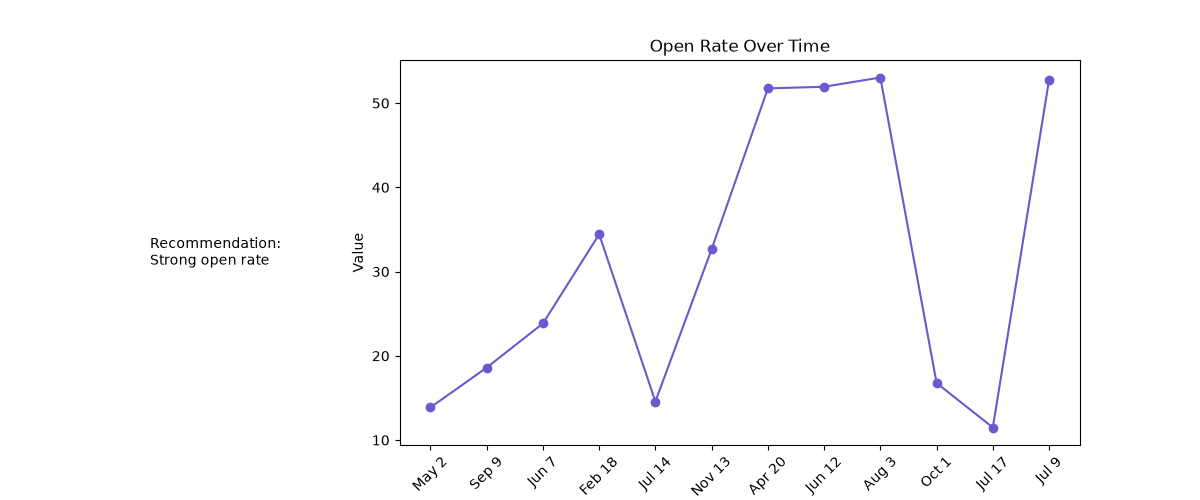 Open Rate Over Time
Recommendation:
Strong open rate
Value
50
40
30
20
10
May 2
Sep 9
Jun 7
Feb 18
Jul 14
Nov 13
Apr 20
Jun 12
Aug 3
Oct 1
Jul 17
Jul 9